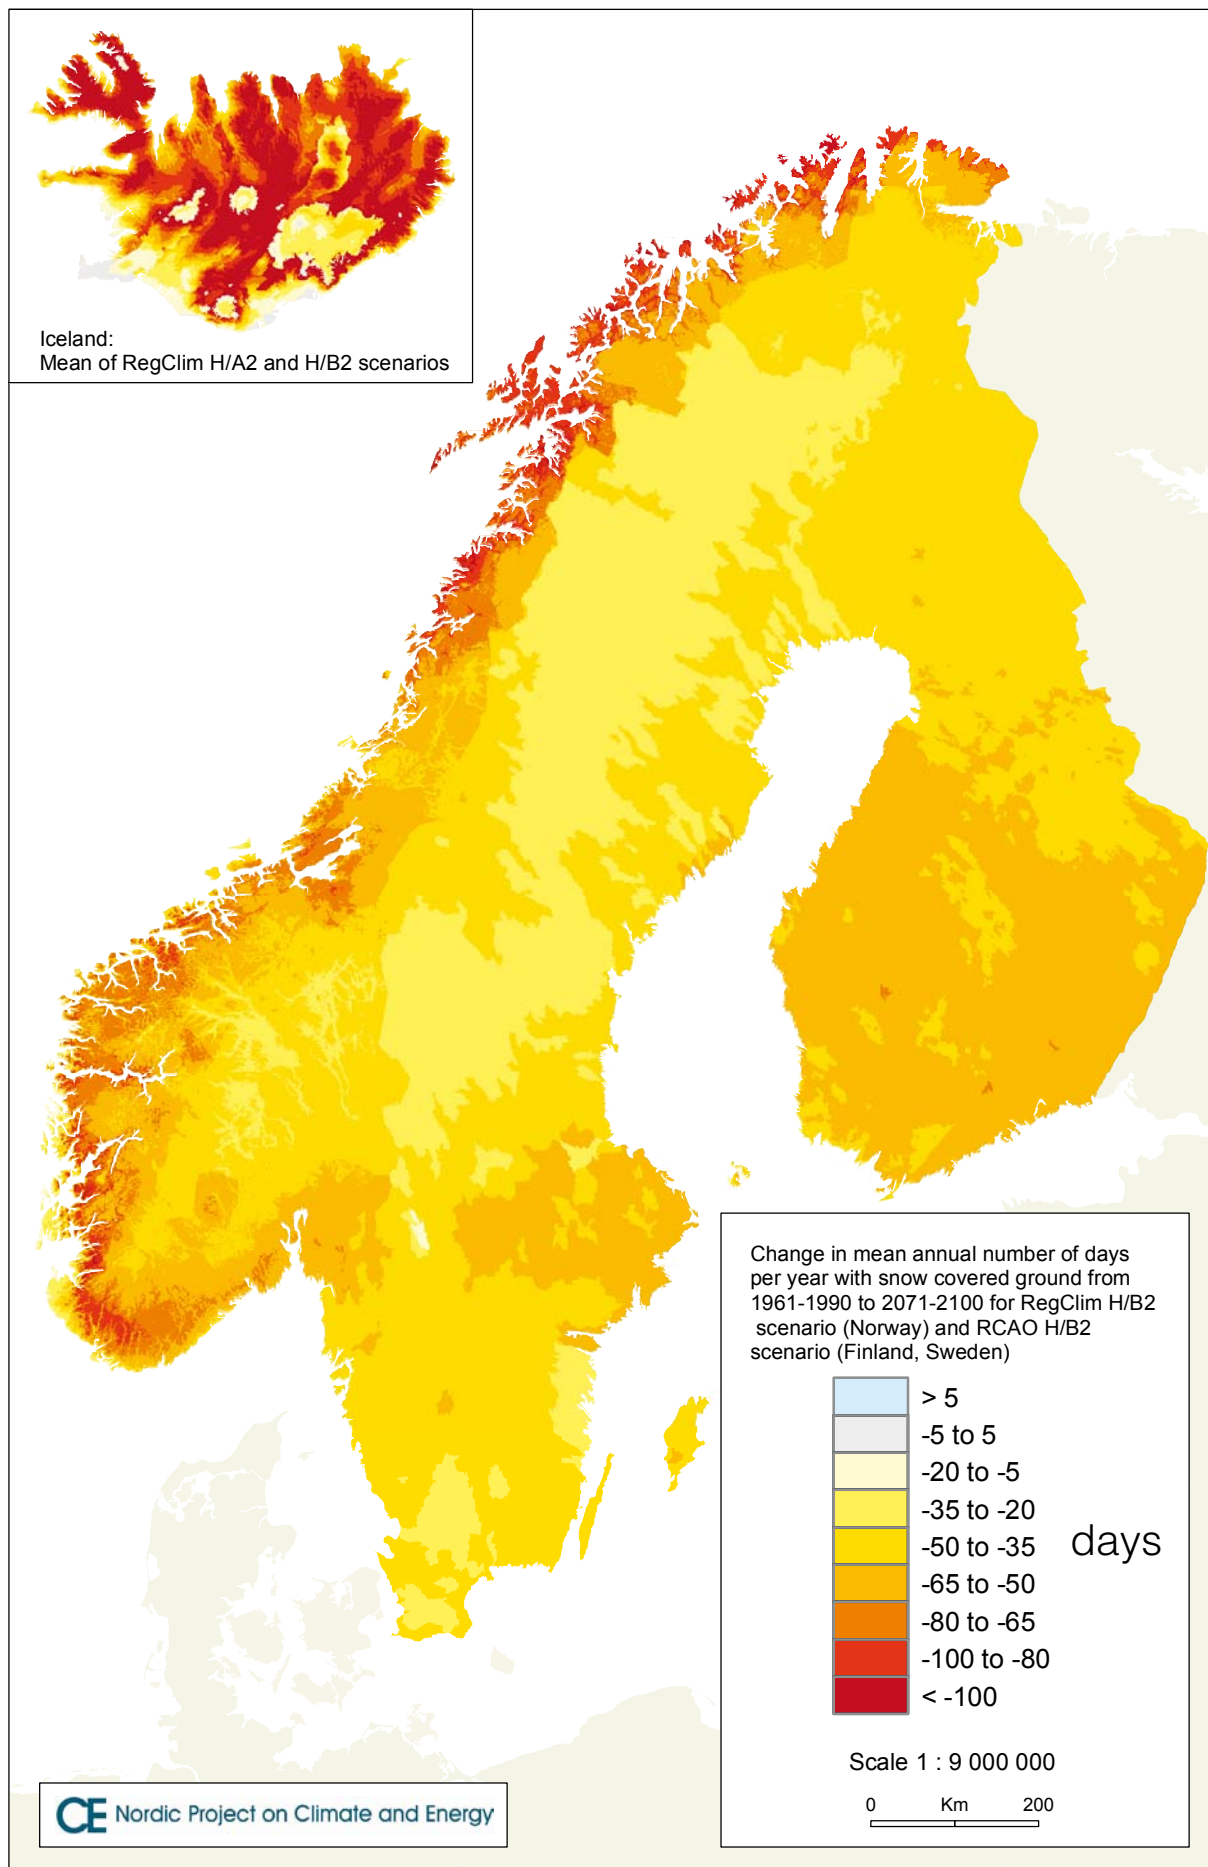 Iceland:
Mean of RegClim H/A2 and H/B2 scenarios
Change in mean annual number of days
per year with snow covered ground from
1961-1990 to 2071-2100 for RegClim H/B2
scenario (Norway) and RCAO H/B2
scenario (Finland, Sweden)
> 5
-5 to 5
-20 to -5
-35 to -20
-50 to -35
days
-65 to -50
-80 to -65
-100 to -80
< -100
Scale 1 : 9 000 000
0 Km 200
CE Nordic Project on Climate and Energy